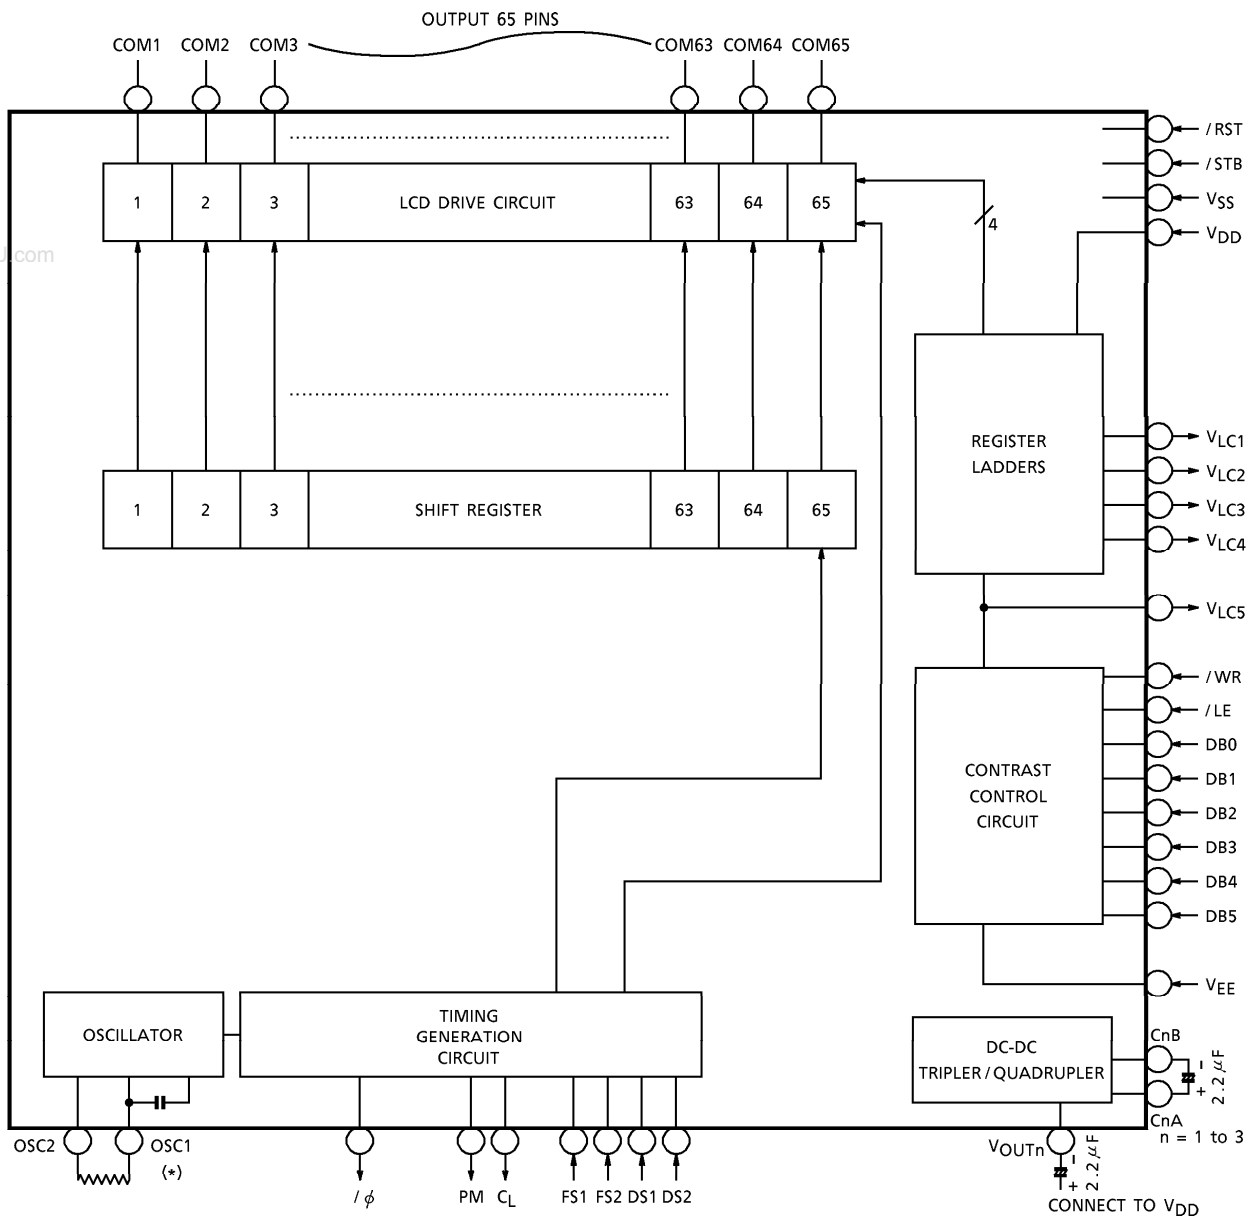 OUTPUT 65 PINS
COM1 COM2 COM3 COM63 COM64 COM65
/RST
/STB
VSS
VDD
1 2 3 LCD DRIVE CIRCUIT 63 64 65
4
.com
REGISTER
LADDERS
VLC1
VLC2
VLC3
VLC4
VLC5
1 2 3 SHIFT REGISTER 63 64 65
/WR
/LE
DB0
DB1
DB2
DB3
DB4
DB5
CONTRAST
CONTROL
CIRCUIT
VEE
OSCILLATOR
TIMING
GENERATION
CIRCUIT
DC-DC
TRIPLER/QUADRUPLER
CnB
- 2.2μF +
CnA
n = 1 to 3
OSC2 OSC1
(*)
/ϕ PM CL FS1 FS2 DS1 DS2
VOUTn
- 2.2μF +
CONNECT TO VDD